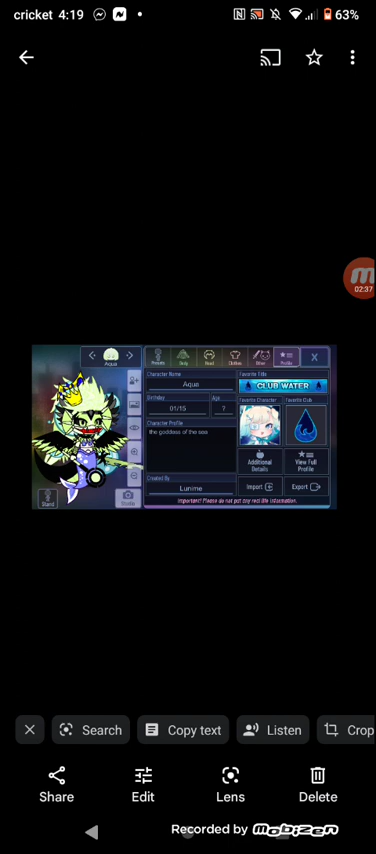 cricket 4:19
63%
02:37
Aqua
Presets
Body
Head
Clothes
Other
Profile
X
Character Name
Aqua
Favorite Title
CLUB WATER
Birthday
Age
01/15
?
Favorite Character
Favorite Club
Character Profile
the goddess of the sea
Additional
Details
View Full
Profile
Created By
Lunime
Import
Export
Stand
Studio
Important! Please do not put any real-life information.
Search
Copy text
Listen
Crop
Share
Edit
Lens
Delete
Recorded by MOBIZEN